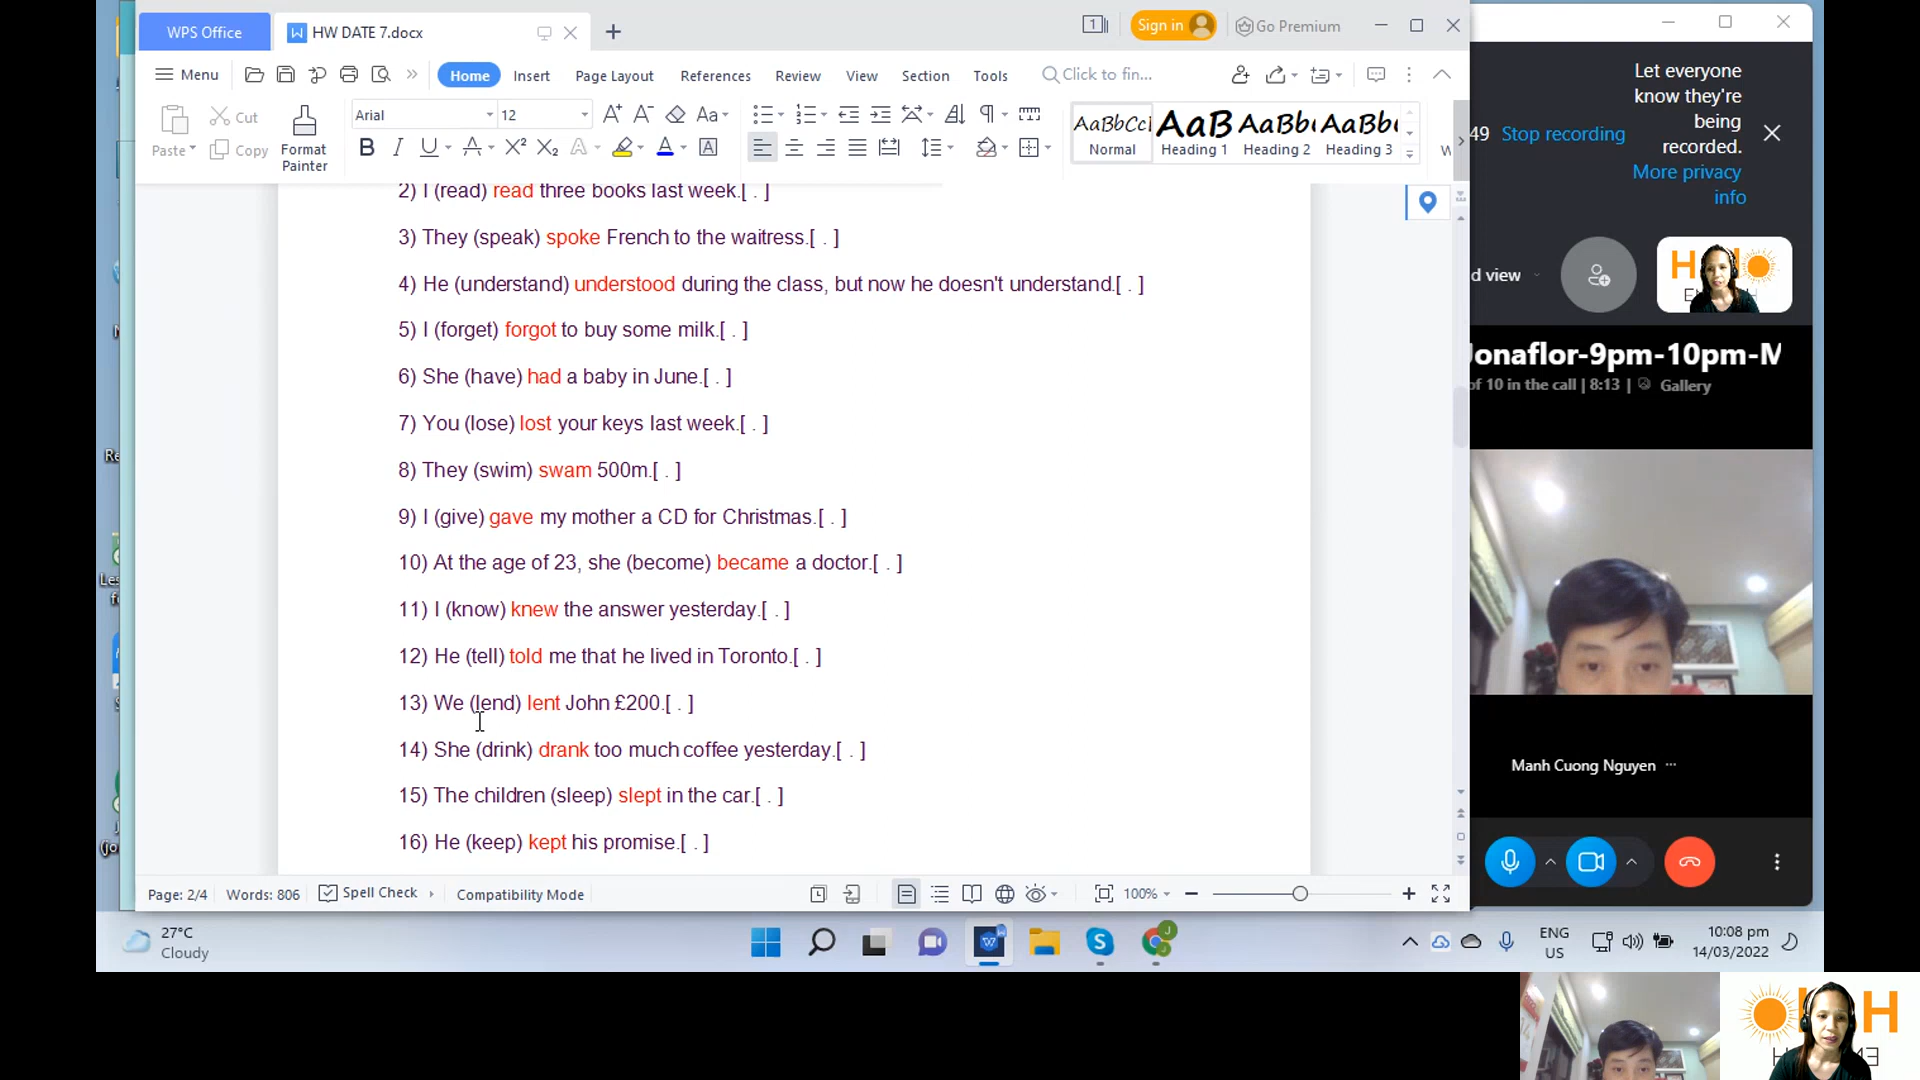 WPS Office
HW DATE 7.docx
Sign in
Go Premium
Menu
Home
Insert
Page Layout
References
Review
View
Section
Tools
Click to fin...
Paste
Cut
Copy
Format
Painter
Arial
12
AaBbCcI
Normal
AaB
Heading 1
AaBb(
Heading 2
AaBb(
Heading 3
2) I (read) read three books last week.[ . ]
3) They (speak) spoke French to the waitress.[ . ]
4) He (understand) understood during the class, but now he doesn't understand.[ . ]
5) I (forget) forgot to buy some milk.[ . ]
6) She (have) had a baby in June.[ . ]
7) You (lose) lost your keys last week.[ . ]
8) They (swim) swam 500m.[ . ]
9) I (give) gave my mother a CD for Christmas.[ . ]
10) At the age of 23, she (become) became a doctor.[ . ]
11) I (know) knew the answer yesterday.[ . ]
12) He (tell) told me that he lived in Toronto.[ . ]
13) We (lend) lent John £200.[ . ]
14) She (drink) drank too much coffee yesterday.[ . ]
15) The children (sleep) slept in the car.[ . ]
16) He (keep) kept his promise.[ . ]
Page: 2/4
Words: 806
Spell Check
Compatibility Mode
100%
Let everyone
know they're
being
recorded.
More privacy
info
49
Stop recording
d view
Jonaflor-9pm-10pm-M
of 10 in the call | 8:13 |
Gallery
Manh Cuong Nguyen
27°C
Cloudy
ENG
US
10:08 pm
14/03/2022